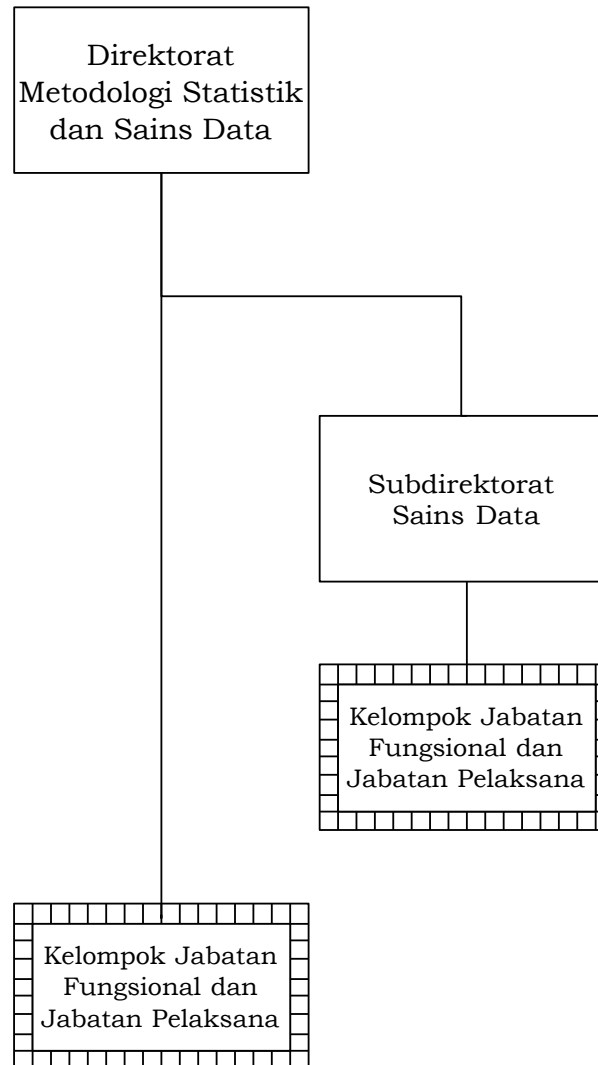 Direktorat
Metodologi Statistik
dan Sains Data
Subdirektorat
Sains Data
Kelompok Jabatan
Fungsional dan
Jabatan Pelaksana
Kelompok Jabatan
Fungsional dan
Jabatan Pelaksana